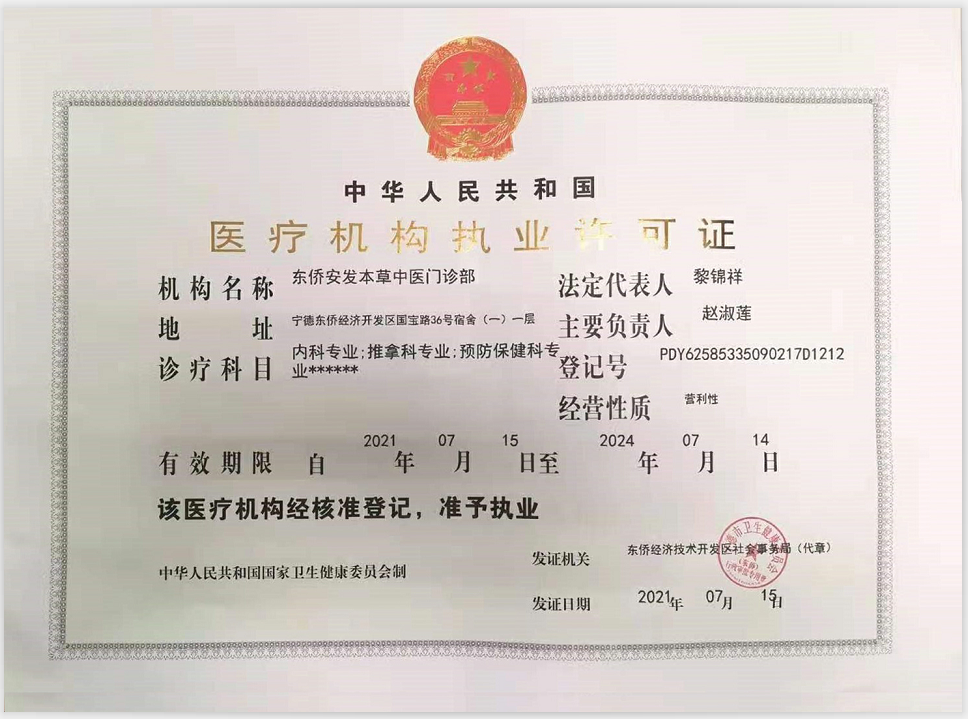 中华人民共和国
医疗机构执业许可证
机构名称 东侨安发本草中医门诊部
地址 宁德东侨经济开发区国宝路36号宿舍（一）一层
诊疗科目 内科专业;推拿科专业;预防保健科专
业******
法定代表人 黎锦祥
主要负责人 赵淑莲
登记号 PDY62585335090217D1212
经营性质 营利性
有效期限 自 2021 年 07 月 15 日至 2024 年 07 月 14 日
该医疗机构经核准登记，准予执业
中华人民共和国国家卫生健康委员会制
发证机关 东侨经济技术开发区社会事务局（代章）
发证日期 2021年 07月 15日